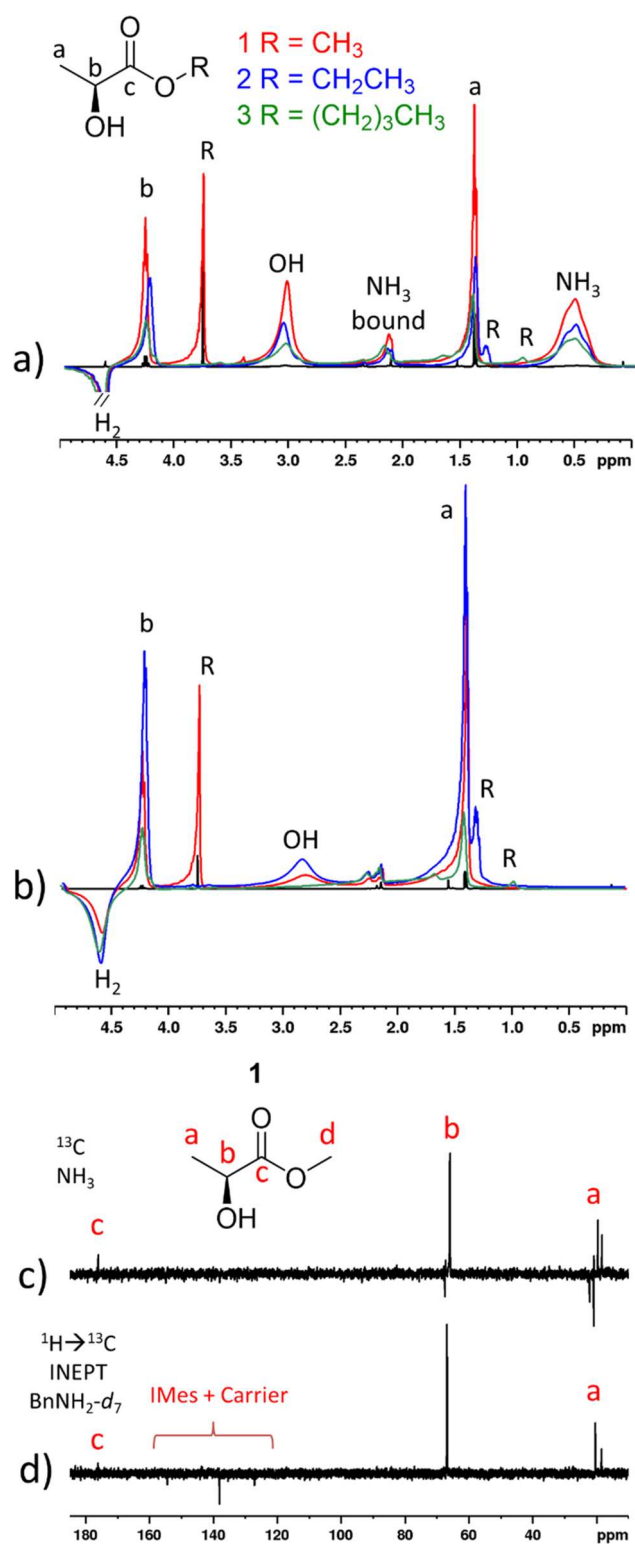 1 R = CH₃
2 R = CH₂CH₃
3 R = (CH₂)₃CH₃
O
a
b
c
O
R
OH
a
R
b
OH
NH₃
bound
R
R
NH₃
a)
H₂
4.5 4.0 3.5 3.0 2.5 2.0 1.5 1.0 0.5 ppm
a
b
R
R
OH
R
b)
H₂
4.5 4.0 3.5 3.0 2.5 2.0 1.5 1.0 0.5 ppm
1
O
a
b
c
O
d
OH
¹³C
NH₃
b
c
a
c)
¹H→¹³C
INEPT
BnNH₂-d₇
IMes + Carrier
c
a
d)
180 160 140 120 100 80 60 40 20 ppm